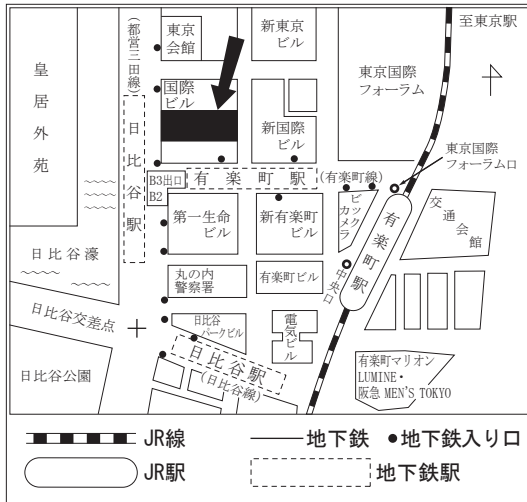 東京
会館
新東京
ビル
至東京駅
(都営三田線)
皇居外苑
国際
ビル
東京国際
フォーラム
日比谷駅
新国際
ビル
東京国際
フォーラム口
B3出口
B2
有楽町駅
(有楽町線)
ビックカメラ
有楽町駅
交通会館
第一生命
ビル
新有楽町
ビル
日比谷濠
中央口
丸の内
警察署
有楽町ビル
日比谷交差点
日比谷
パークビル
電気ビル
日比谷駅
(日比谷線)
日比谷公園
有楽町マリオン
LUMINE・
阪急 MEN'S TOKYO
JR線
地下鉄
●地下鉄入り口
JR駅
地下鉄駅